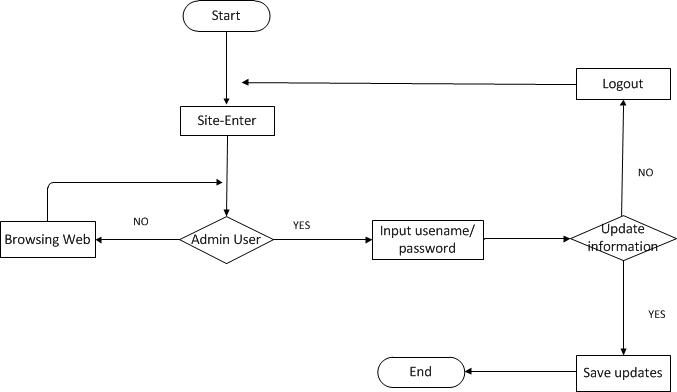 Start
Logout
Site-Enter
NO
NO
YES
Browsing Web
Admin User
Input usename/
password
Update
information
YES
End
Save updates